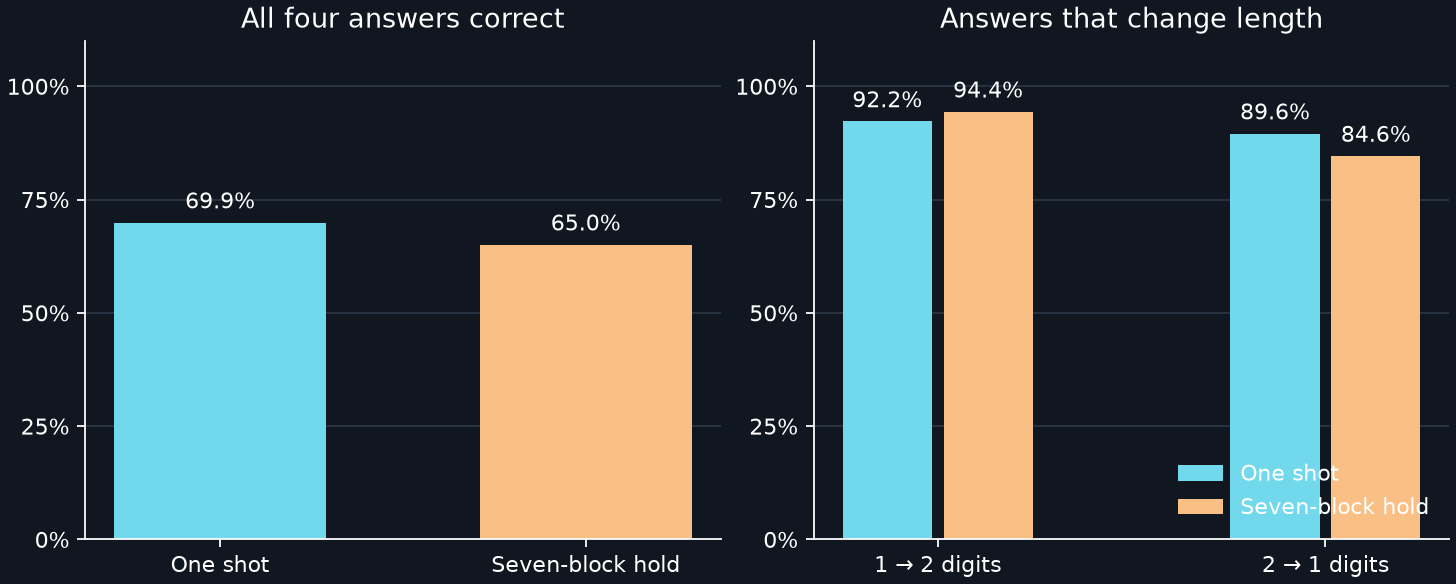 All four answers correct
100%
75%
50%
25%
0%
69.9%
65.0%
One shot
Seven-block hold
Answers that change length
100%
75%
50%
25%
0%
92.2%
94.4%
89.6%
84.6%
One shot
Seven-block hold
1 → 2 digits
2 → 1 digits